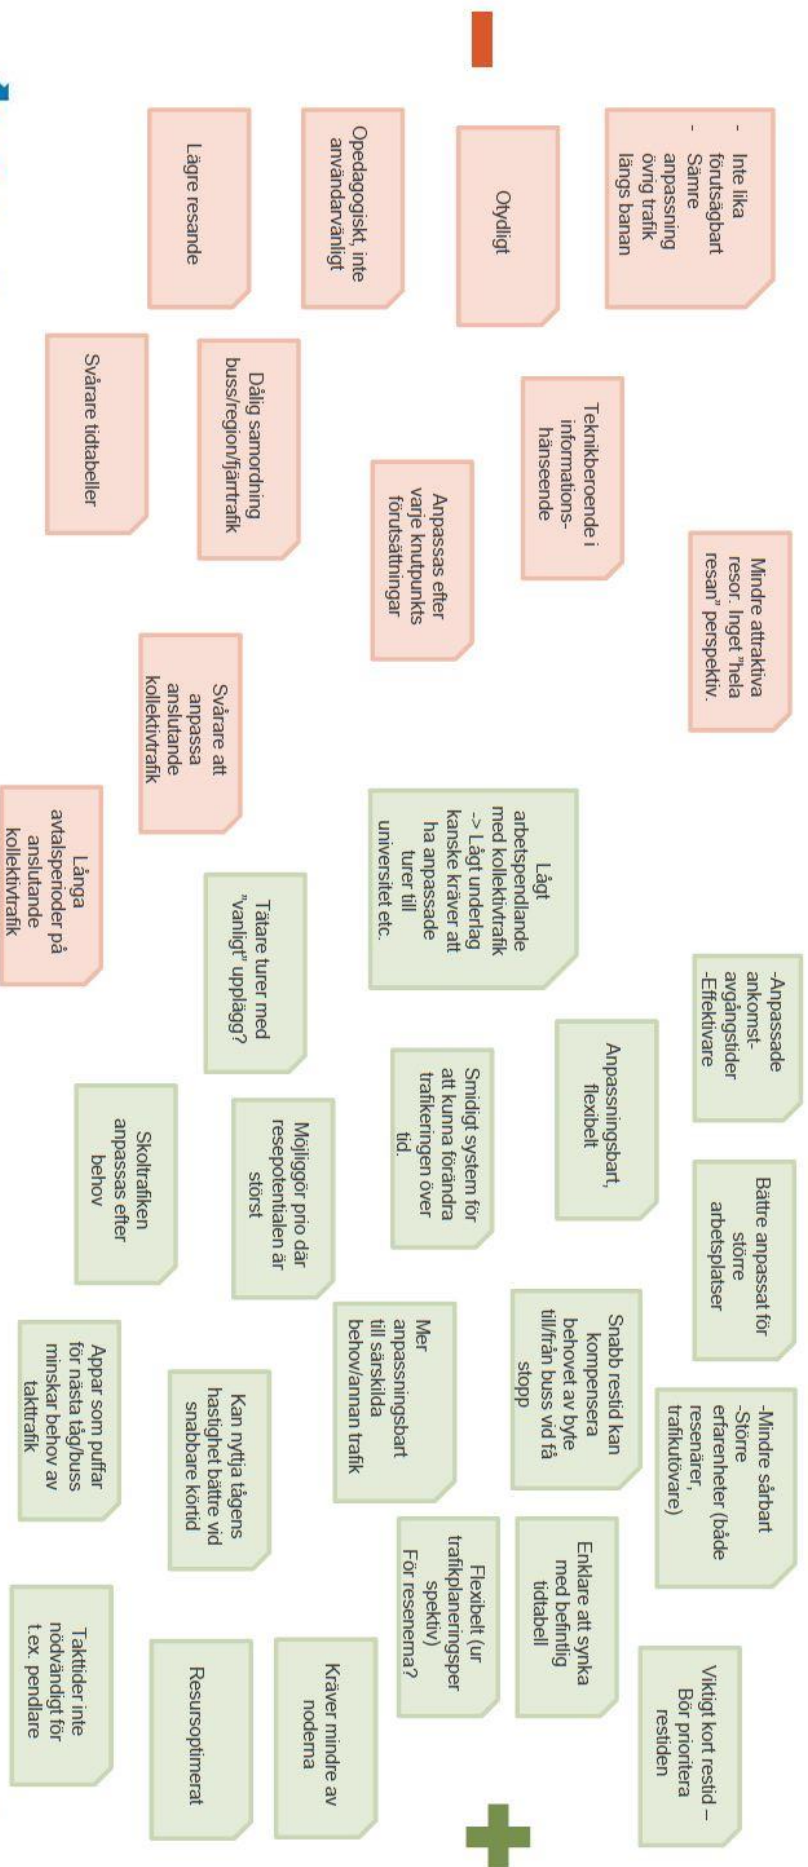 - Inte lika
förutsägbart
- Sämre
anpassning
övrig trafik
längs banan
Otydligt
Opedagogiskt, inte
användarvänligt
Lägre resande
Mindre attraktiva
resor. Inget "hela
resan" perspektiv.
Teknikberoende i
informations-
hänseende
Anpassas efter
varje knutpunkts
förutsättningar
Dålig samordning
buss/region/fjärrtrafik
Svårare tidtabeller
Svårare att
anpassa
anslutande
kollektivtrafik
Långa
avtalsperioder på
anslutande
kollektivtrafik
Lågt
arbetspendlande
med kollektivtrafik
-> Lågt underlag
kanske kräver att
ha anpassade
turer till
universitet etc.
Tätare turer med
"vanligt" upplägg?
-Anpassade
ankomst-
avgångstider
-Effektivare
Anpassningsbart,
flexibelt
Smidigt system för
att kunna förändra
trafikeringen över
tid.
Möjliggör prio där
resepotentialen är
störst
Skoltrafiken
anpassas efter
behov
Bättre anpassat för
större
arbetsplatser
Snabb restid kan
kompensera
behovet av byte
till/från buss vid få
stopp
Mer
anpassningsbart
till särskilda
behov/annan trafik
Kan nyttja tågens
hastighet bättre vid
snabbare körtid
Appar som puffar
för nästa tåg/buss
minskar behov av
takttrafik
-Mindre sårbart
-Större
erfarenheter (både
resenärer,
trafikutövare)
Enklare att synka
med befintlig
tidtabell
Flexibelt (ur
trafikplaneringsper
spektiv)
För resenerna?
Viktigt kort restid –
Bör prioritera
restiden
Kräver mindre av
noderna
Resursoptimerat
Takttider inte
nödvändigt för
t.ex. pendlare